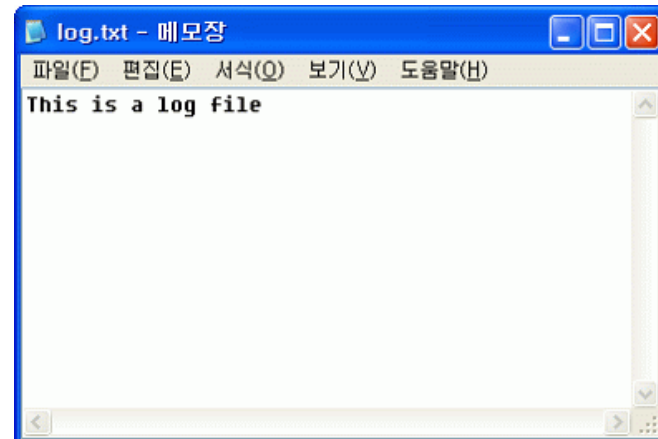 log.txt - 메모장
파일(F) 편집(E) 서식(O) 보기(V) 도움말(H)
This is a log file